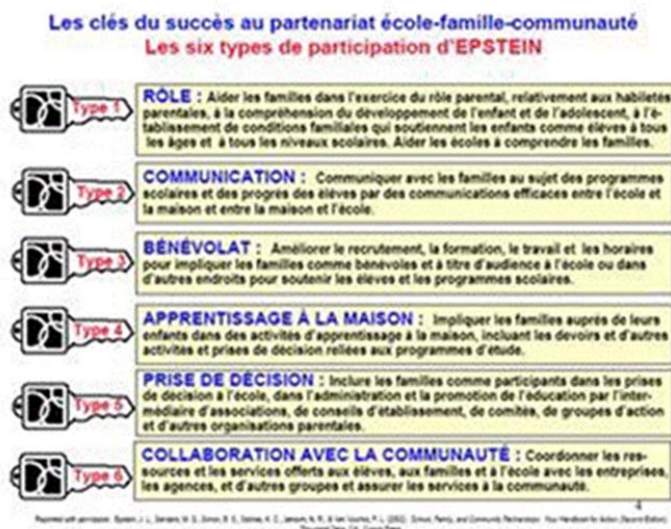 Les clés du succès au partenariat école-famille-communauté
Les six types de participation d'EPSTEIN
Type 1
RÔLE : Aider les familles dans l'exercice du rôle parental, relativement aux habiletés
parentales, à la compréhension du développement de l'enfant et de l'adolescent, à l'é-
tablissement de conditions familiales qui soutiennent les enfants comme élèves à tous
les âges et à tous les niveaux scolaires. Aider les écoles à comprendre les familles.
Type 2
COMMUNICATION : Communiquer avec les familles au sujet des programmes
scolaires et des progrès des élèves par des communications efficaces entre l'école et
la maison et entre la maison et l'école.
Type 3
BÉNÉVOLAT : Améliorer le recrutement, la formation, le travail et les horaires
pour impliquer les familles comme bénévoles et à titre d'audience à l'école ou dans
d'autres endroits pour soutenir les élèves et les programmes scolaires.
Type 4
APPRENTISSAGE À LA MAISON : Impliquer les familles auprès de leurs
enfants dans des activités d'apprentissage à la maison, incluant les devoirs et d'autres
activités et prises de décision reliées aux programmes d'étude.
Type 5
PRISE DE DÉCISION : Inclure les familles comme participants dans les prises
de décision à l'école, dans l'administration et la promotion de l'éducation par l'inter-
médiaire d'associations, de conseils d'établissement, de comités, de groupes d'action
et d'autres organisations parentales.
Type 6
COLLABORATION AVEC LA COMMUNAUTÉ : Coordonner les res-
sources et les services offerts aux élèves, aux familles et à l'école avec les entreprises,
les agences, et d'autres groupes et assurer les services à la communauté.
4